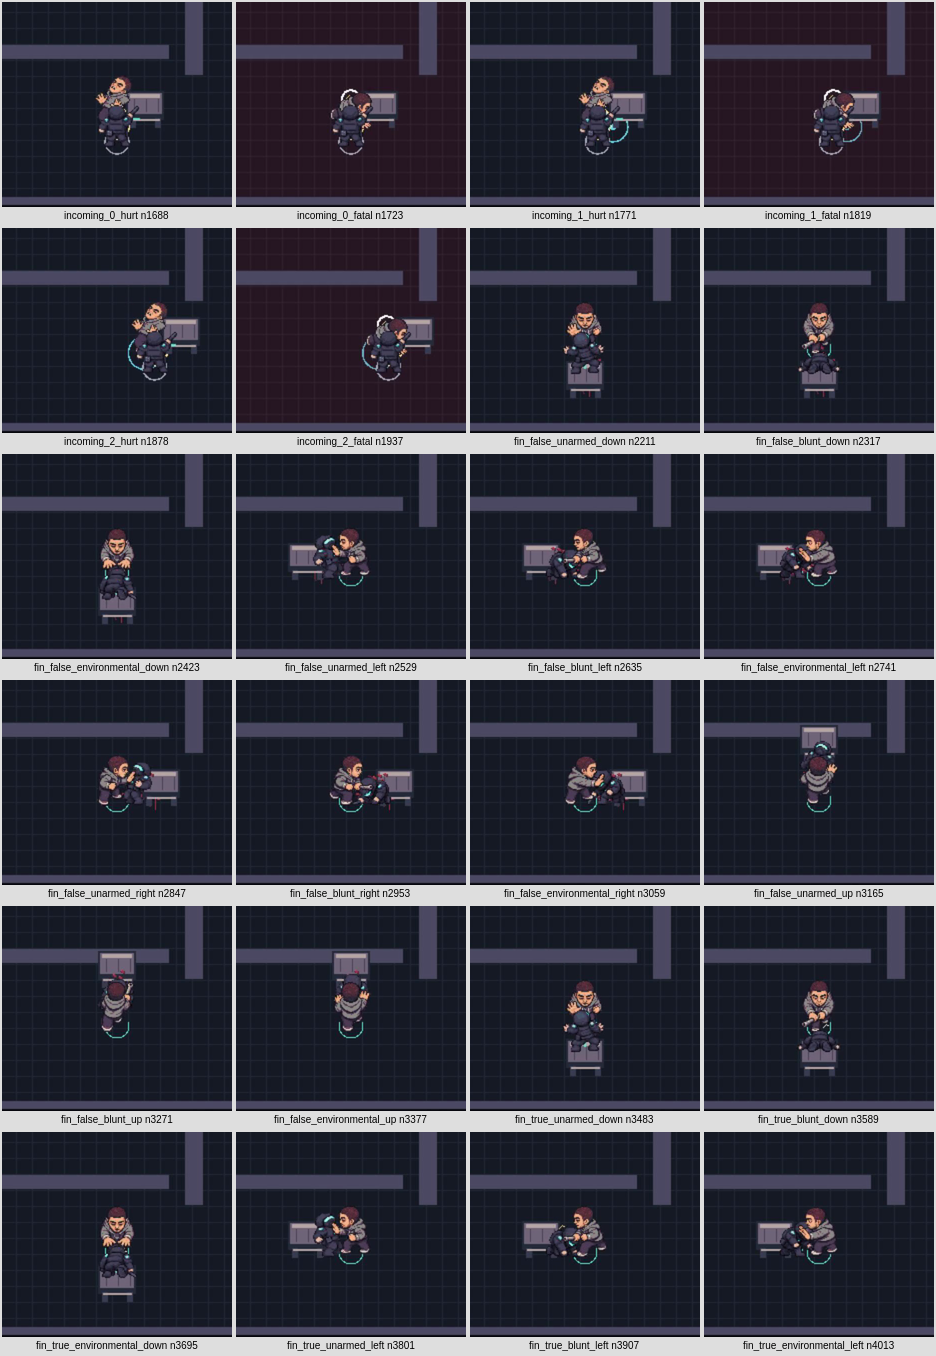 incoming_0_hurt n1688
incoming_0_fatal n1723
incoming_1_hurt n1771
incoming_1_fatal n1819
incoming_2_hurt n1878
incoming_2_fatal n1937
fin_false_unarmed_down n2211
fin_false_blunt_down n2317
fin_false_environmental_down n2423
fin_false_unarmed_left n2529
fin_false_blunt_left n2635
fin_false_environmental_left n2741
fin_false_unarmed_right n2847
fin_false_blunt_right n2953
fin_false_environmental_right n3059
fin_false_unarmed_up n3165
fin_false_blunt_up n3271
fin_false_environmental_up n3377
fin_true_unarmed_down n3483
fin_true_blunt_down n3589
fin_true_environmental_down n3695
fin_true_unarmed_left n3801
fin_true_blunt_left n3907
fin_true_environmental_left n4013